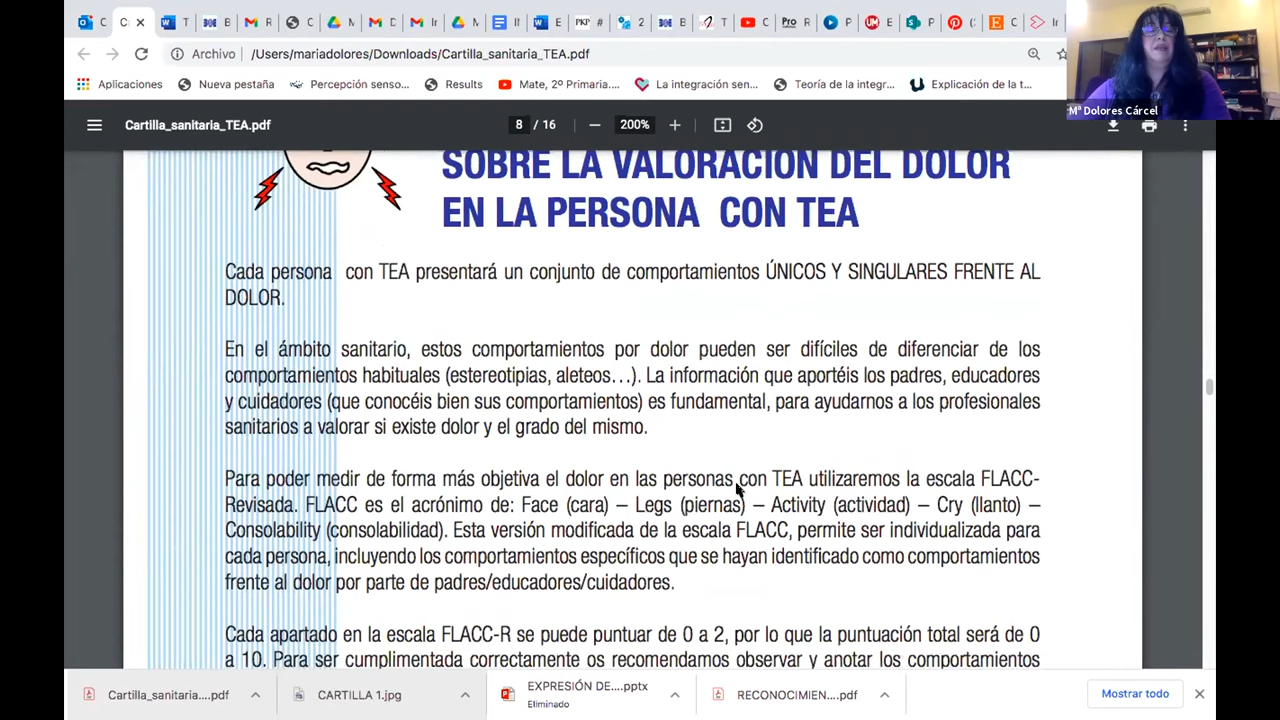 C
T
B
M
R
C
M
D
M
If
E
PKP
#
2
B
T
C
Pro
R
P
E
S
(
C
I
Archivo
/Users/mariadolores/Downloads/Cartilla_sanitaria_TEA.pdf
Aplicaciones
Nueva pestaña
Percepción senso...
Results
Mate, 2º Primaria....
La integración sen...
Teoría de la integr...
Explicación de la t...
Mª Dolores Cárcel
Cartilla_sanitaria_TEA.pdf
8 / 16
200%
SOBRE LA VALORACIÓN DEL DOLOR
EN LA PERSONA CON TEA
Cada persona con TEA presentará un conjunto de comportamientos ÚNICOS Y SINGULARES FRENTE AL
DOLOR.
En el ámbito sanitario, estos comportamientos por dolor pueden ser difíciles de diferenciar de los
comportamientos habituales (estereotipias, aleteos…). La información que aportéis los padres, educadores
y cuidadores (que conocéis bien sus comportamientos) es fundamental, para ayudarnos a los profesionales
sanitarios a valorar si existe dolor y el grado del mismo.
Para poder medir de forma más objetiva el dolor en las personas con TEA utilizaremos la escala FLACC-
Revisada. FLACC es el acrónimo de: Face (cara) – Legs (piernas) – Activity (actividad) – Cry (llanto) –
Consolability (consolabilidad). Esta versión modificada de la escala FLACC, permite ser individualizada para
cada persona, incluyendo los comportamientos específicos que se hayan identificado como comportamientos
frente al dolor por parte de padres/educadores/cuidadores.
Cada apartado en la escala FLACC-R se puede puntuar de 0 a 2, por lo que la puntuación total será de 0
a 10. Para ser cumplimentada correctamente os recomendamos observar y anotar los comportamientos
Cartilla_sanitaria....pdf
CARTILLA 1.jpg
EXPRESIÓN DE....pptx
Eliminado
RECONOCIMIEN....pdf
Mostrar todo